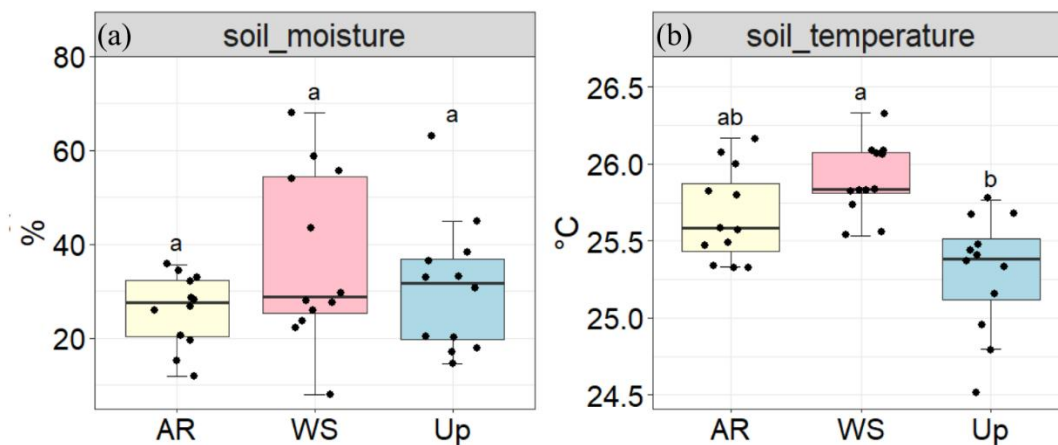 (a) soil_moisture
80
60
40
20
%
a
a
a
AR WS Up
(b) soil_temperature
26.5
26.0
25.5
25.0
24.5
°C
ab
a
b
AR WS Up